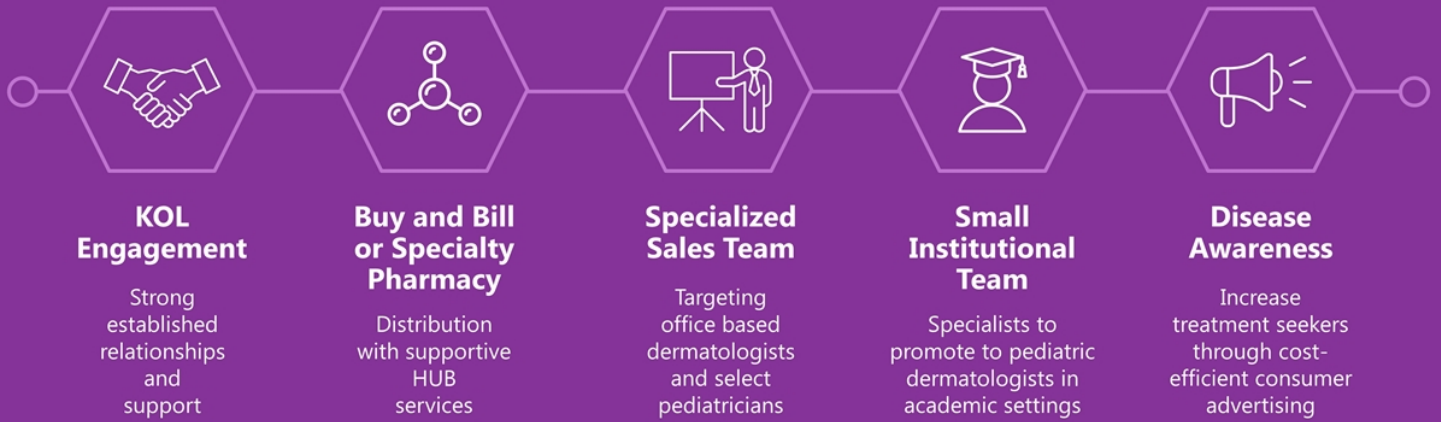 KOL
Engagement
Strong
established
relationships
and
support
Buy and Bill
or Specialty
Pharmacy
Distribution
with supportive
HUB
services
Specialized
Sales Team
Targeting
office based
dermatologists
and select
pediatricians
Small
Institutional
Team
Specialists to
promote to pediatric
dermatologists in
academic settings
Disease
Awareness
Increase
treatment seekers
through cost-
efficient consumer
advertising